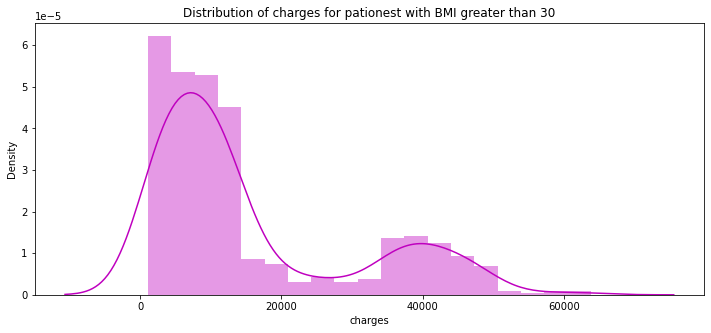 Distribution of charges for pationest with BMI greater than 30
1e−5
6
5
4
3
2
1
0
Density
0 20000 40000 60000
charges